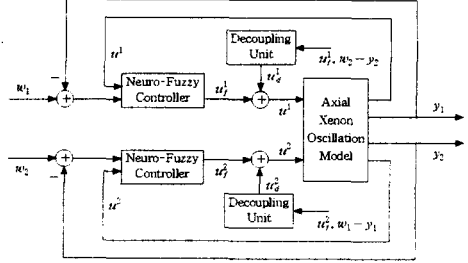 u¹
Decoupling
Unit
u_f¹, w₂ − y₂
w₁
−
+
Neuro-Fuzzy
Controller
u_f¹
u_d¹
+
u¹
Axial
Xenon
Oscillation
Model
y₁
w₂
−
+
Neuro-Fuzzy
Controller
u_f²
+
u²
y₂
u²
u_d²
Decoupling
Unit
u_f², w₁ − y₁